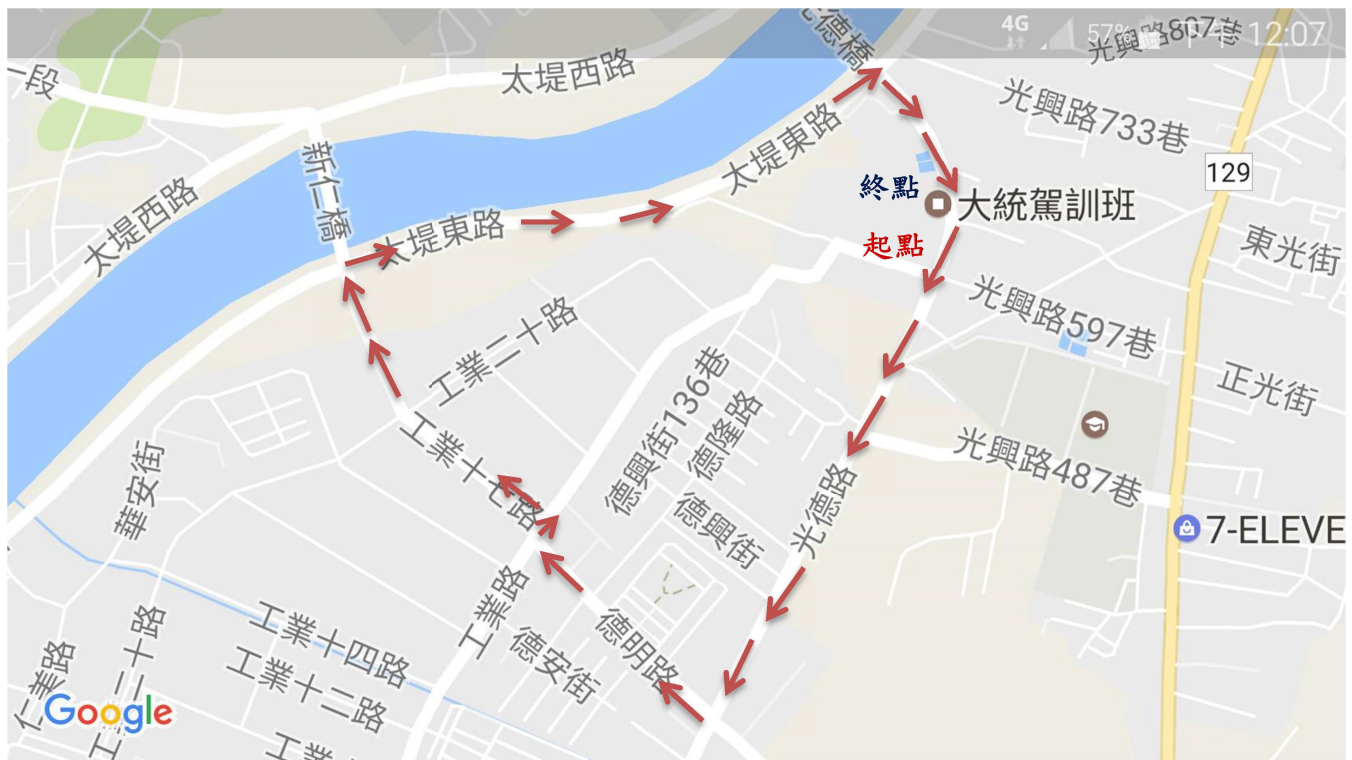 4G
57%
下午 12:07
光興路807巷
光德橋
一段
太堤西路
光興路733巷
129
太堤東路
新仁橋
終點
大統駕訓班
太堤西路
太堤東路
起點
東光街
光興路597巷
工業二十路
正光街
德興街136巷
德隆路
工業十七路
光興路487巷
華安街
光德路
德興街
7-ELEVE
工業路
工業十四路
德明路
德安街
工業十二路
工業二十路
仁美路
Google